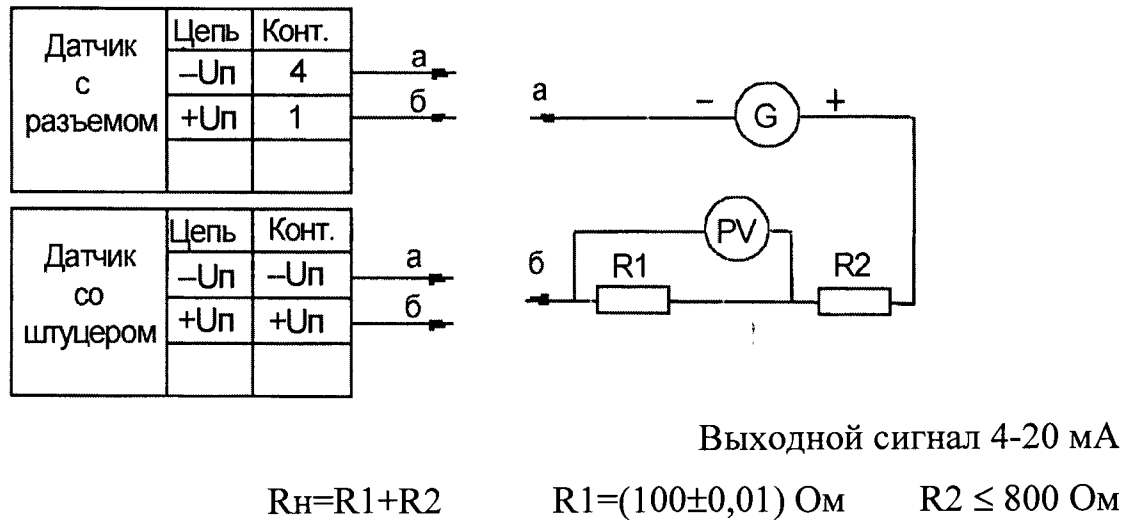 Датчик с разъемом
Цепь Конт.
–Uп 4
+Uп 1
а
б
Датчик со штуцером
Цепь Конт.
–Uп –Uп
+Uп +Uп
а
б
а – G +
PV
б R1 R2
Выходной сигнал 4-20 мА
Rн=R1+R2 R1=(100±0,01) Ом R2 ≤ 800 Ом